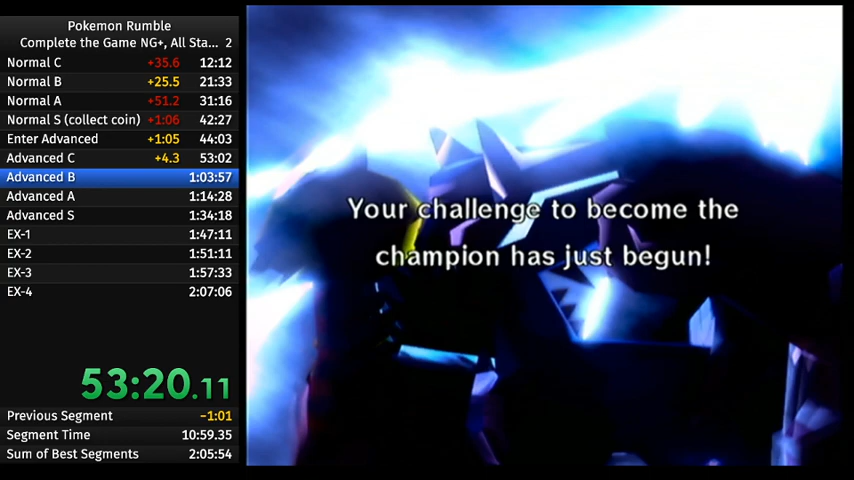 Pokemon Rumble
Complete the Game NG+, All Sta... 2
Normal C +35.6 12:12
Normal B +25.5 21:33
Normal A +51.2 31:16
Normal S (collect coin) +1:06 42:27
Enter Advanced +1:05 44:03
Advanced C +4.3 53:02
Advanced B 1:03:57
Advanced A 1:14:28
Advanced S 1:34:18
EX-1 1:47:11
EX-2 1:51:11
EX-3 1:57:33
EX-4 2:07:06
53:20.11
Previous Segment −1:01
Segment Time 10:59.35
Sum of Best Segments 2:05:54
Your challenge to become the
champion has just begun!